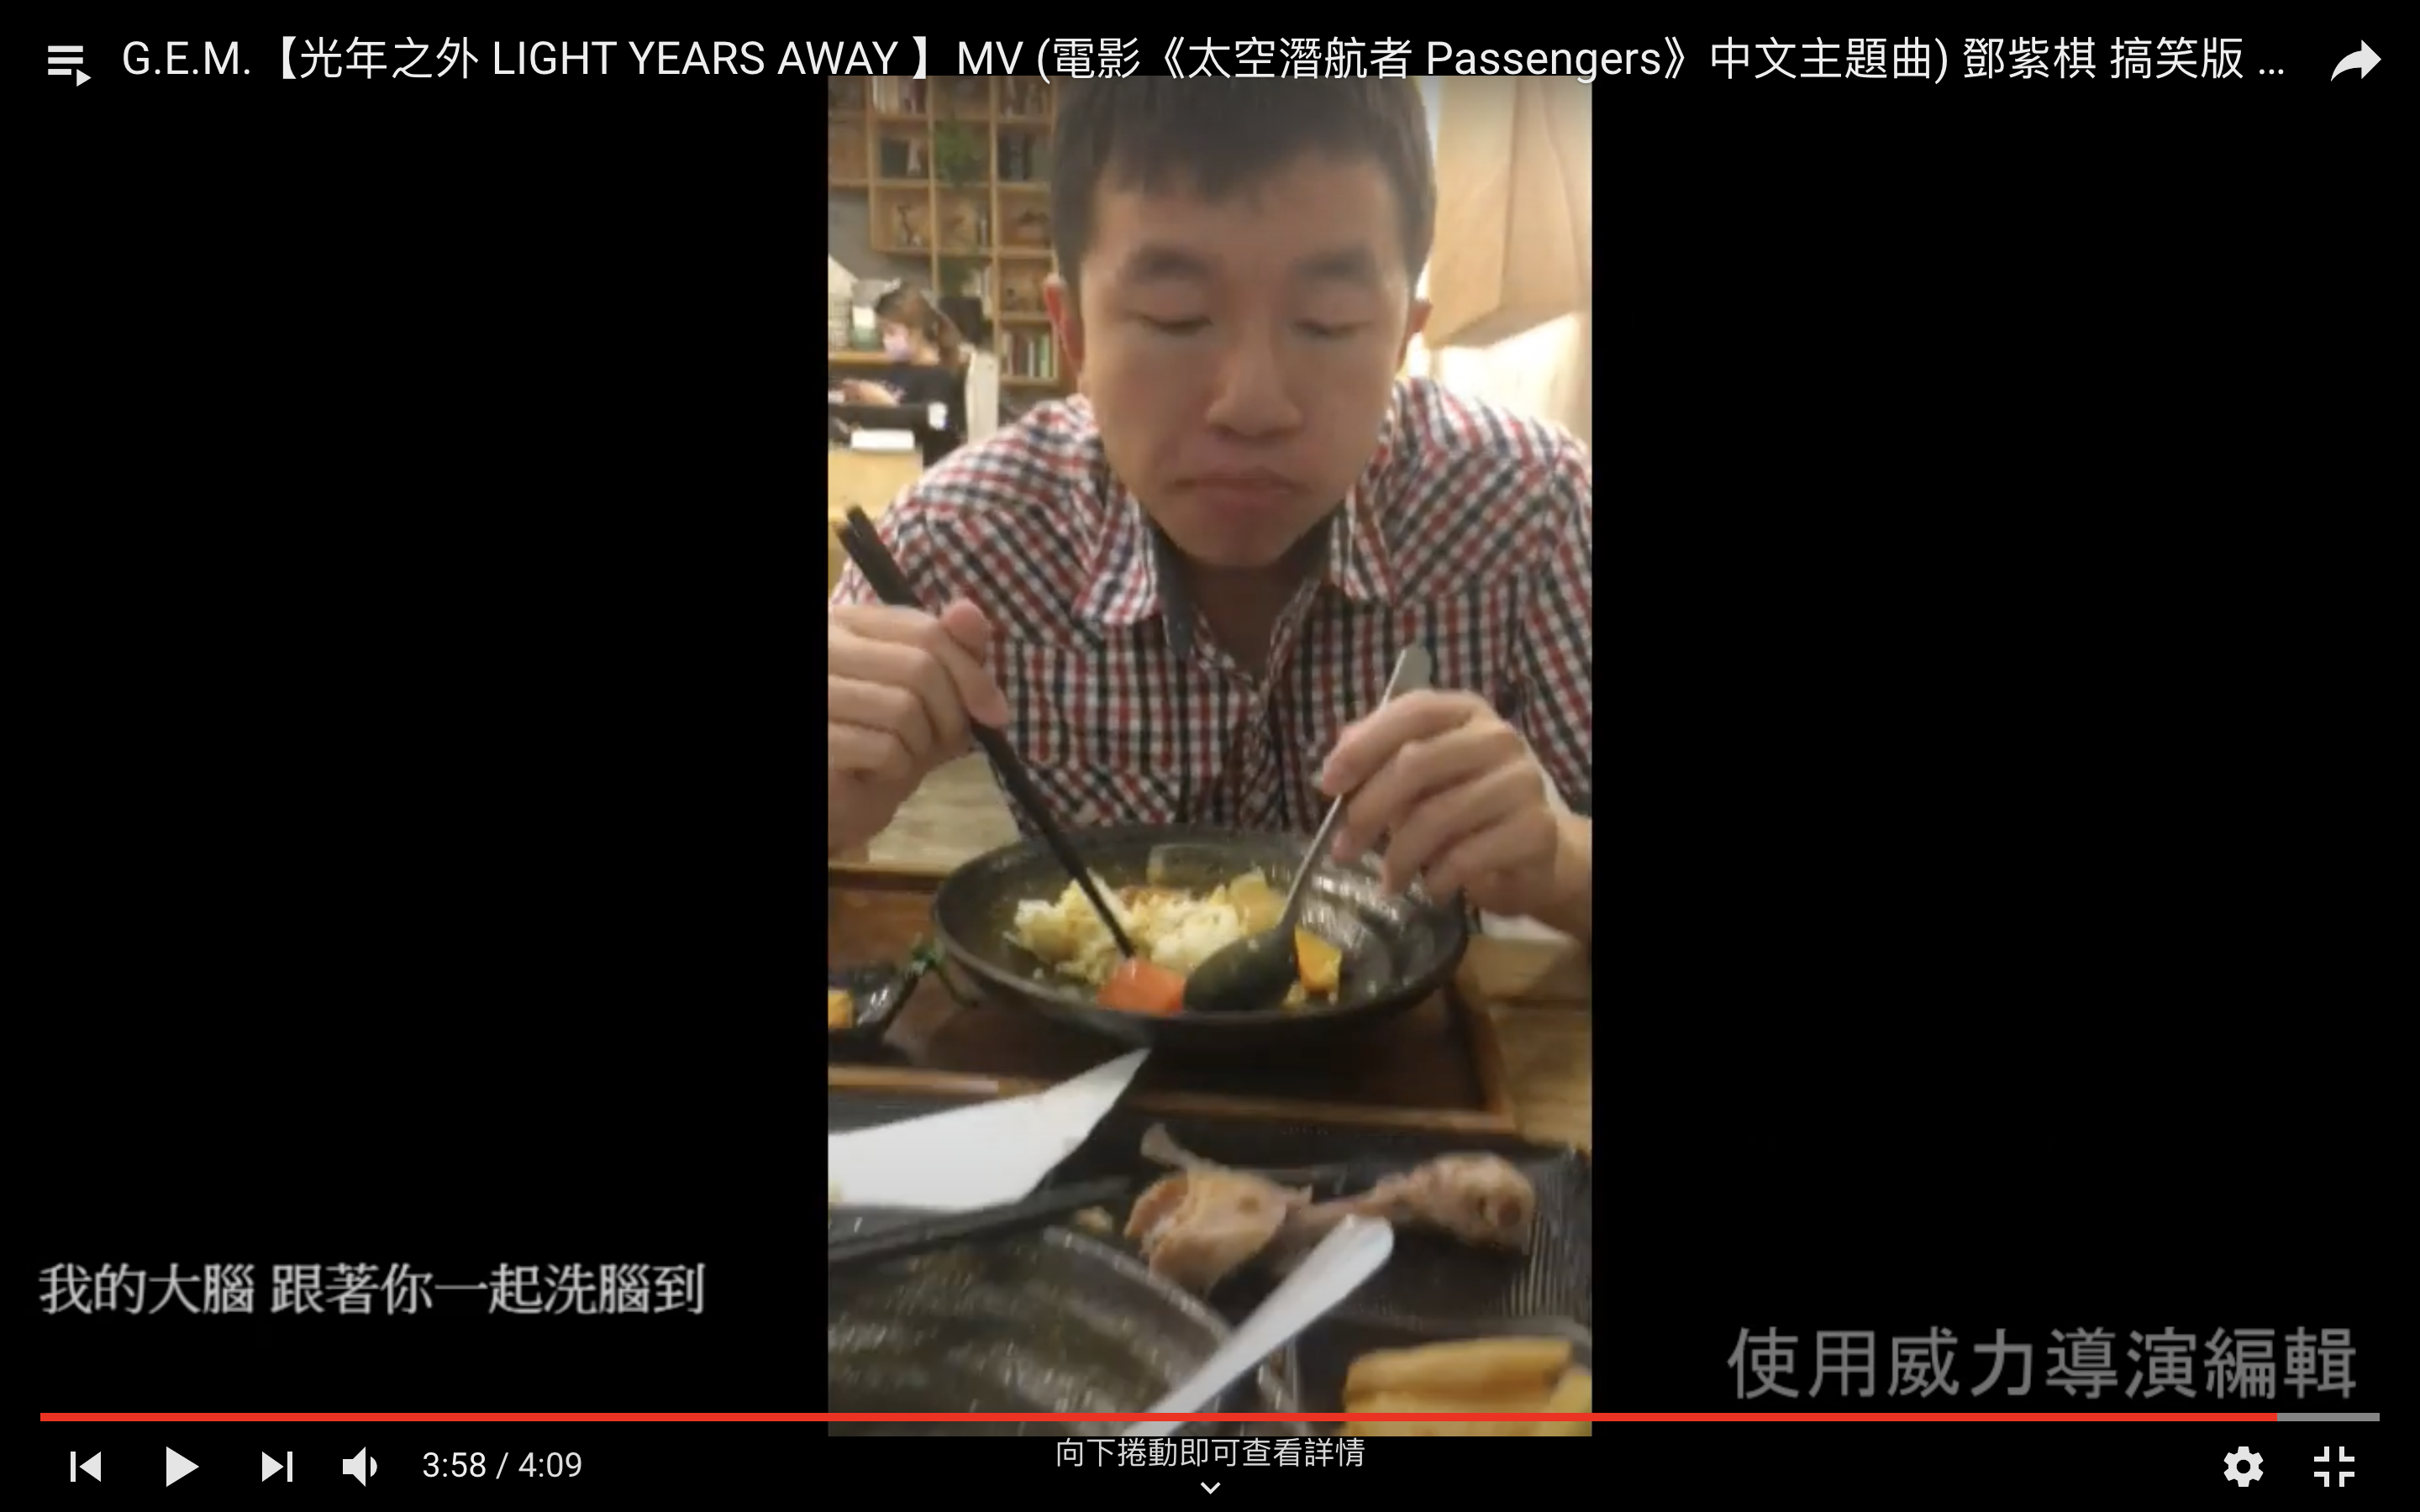 G.E.M.【光年之外 LIGHT YEARS AWAY 】MV (電影《太空潛航者 Passengers》中文主題曲) 鄧紫棋 搞笑版 ...
我的大腦 跟著你一起洗腦到
使用威力導演編輯
3:58 / 4:09
向下捲動即可查看詳情